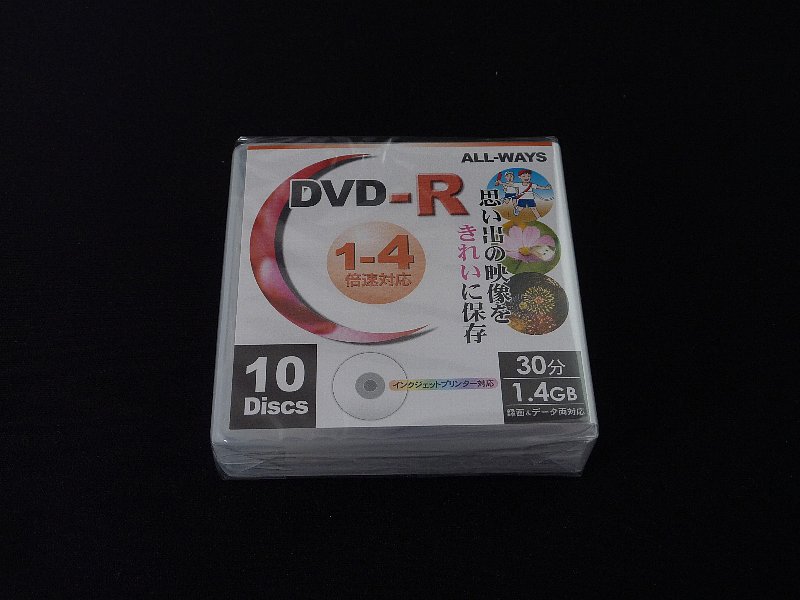 ALL-WAYS
DVD-R
1-4
倍速対応
思い出の映像を
きれいに保存
10
Discs
インクジェットプリンター対応
30分
1.4GB
録画&データ両対応